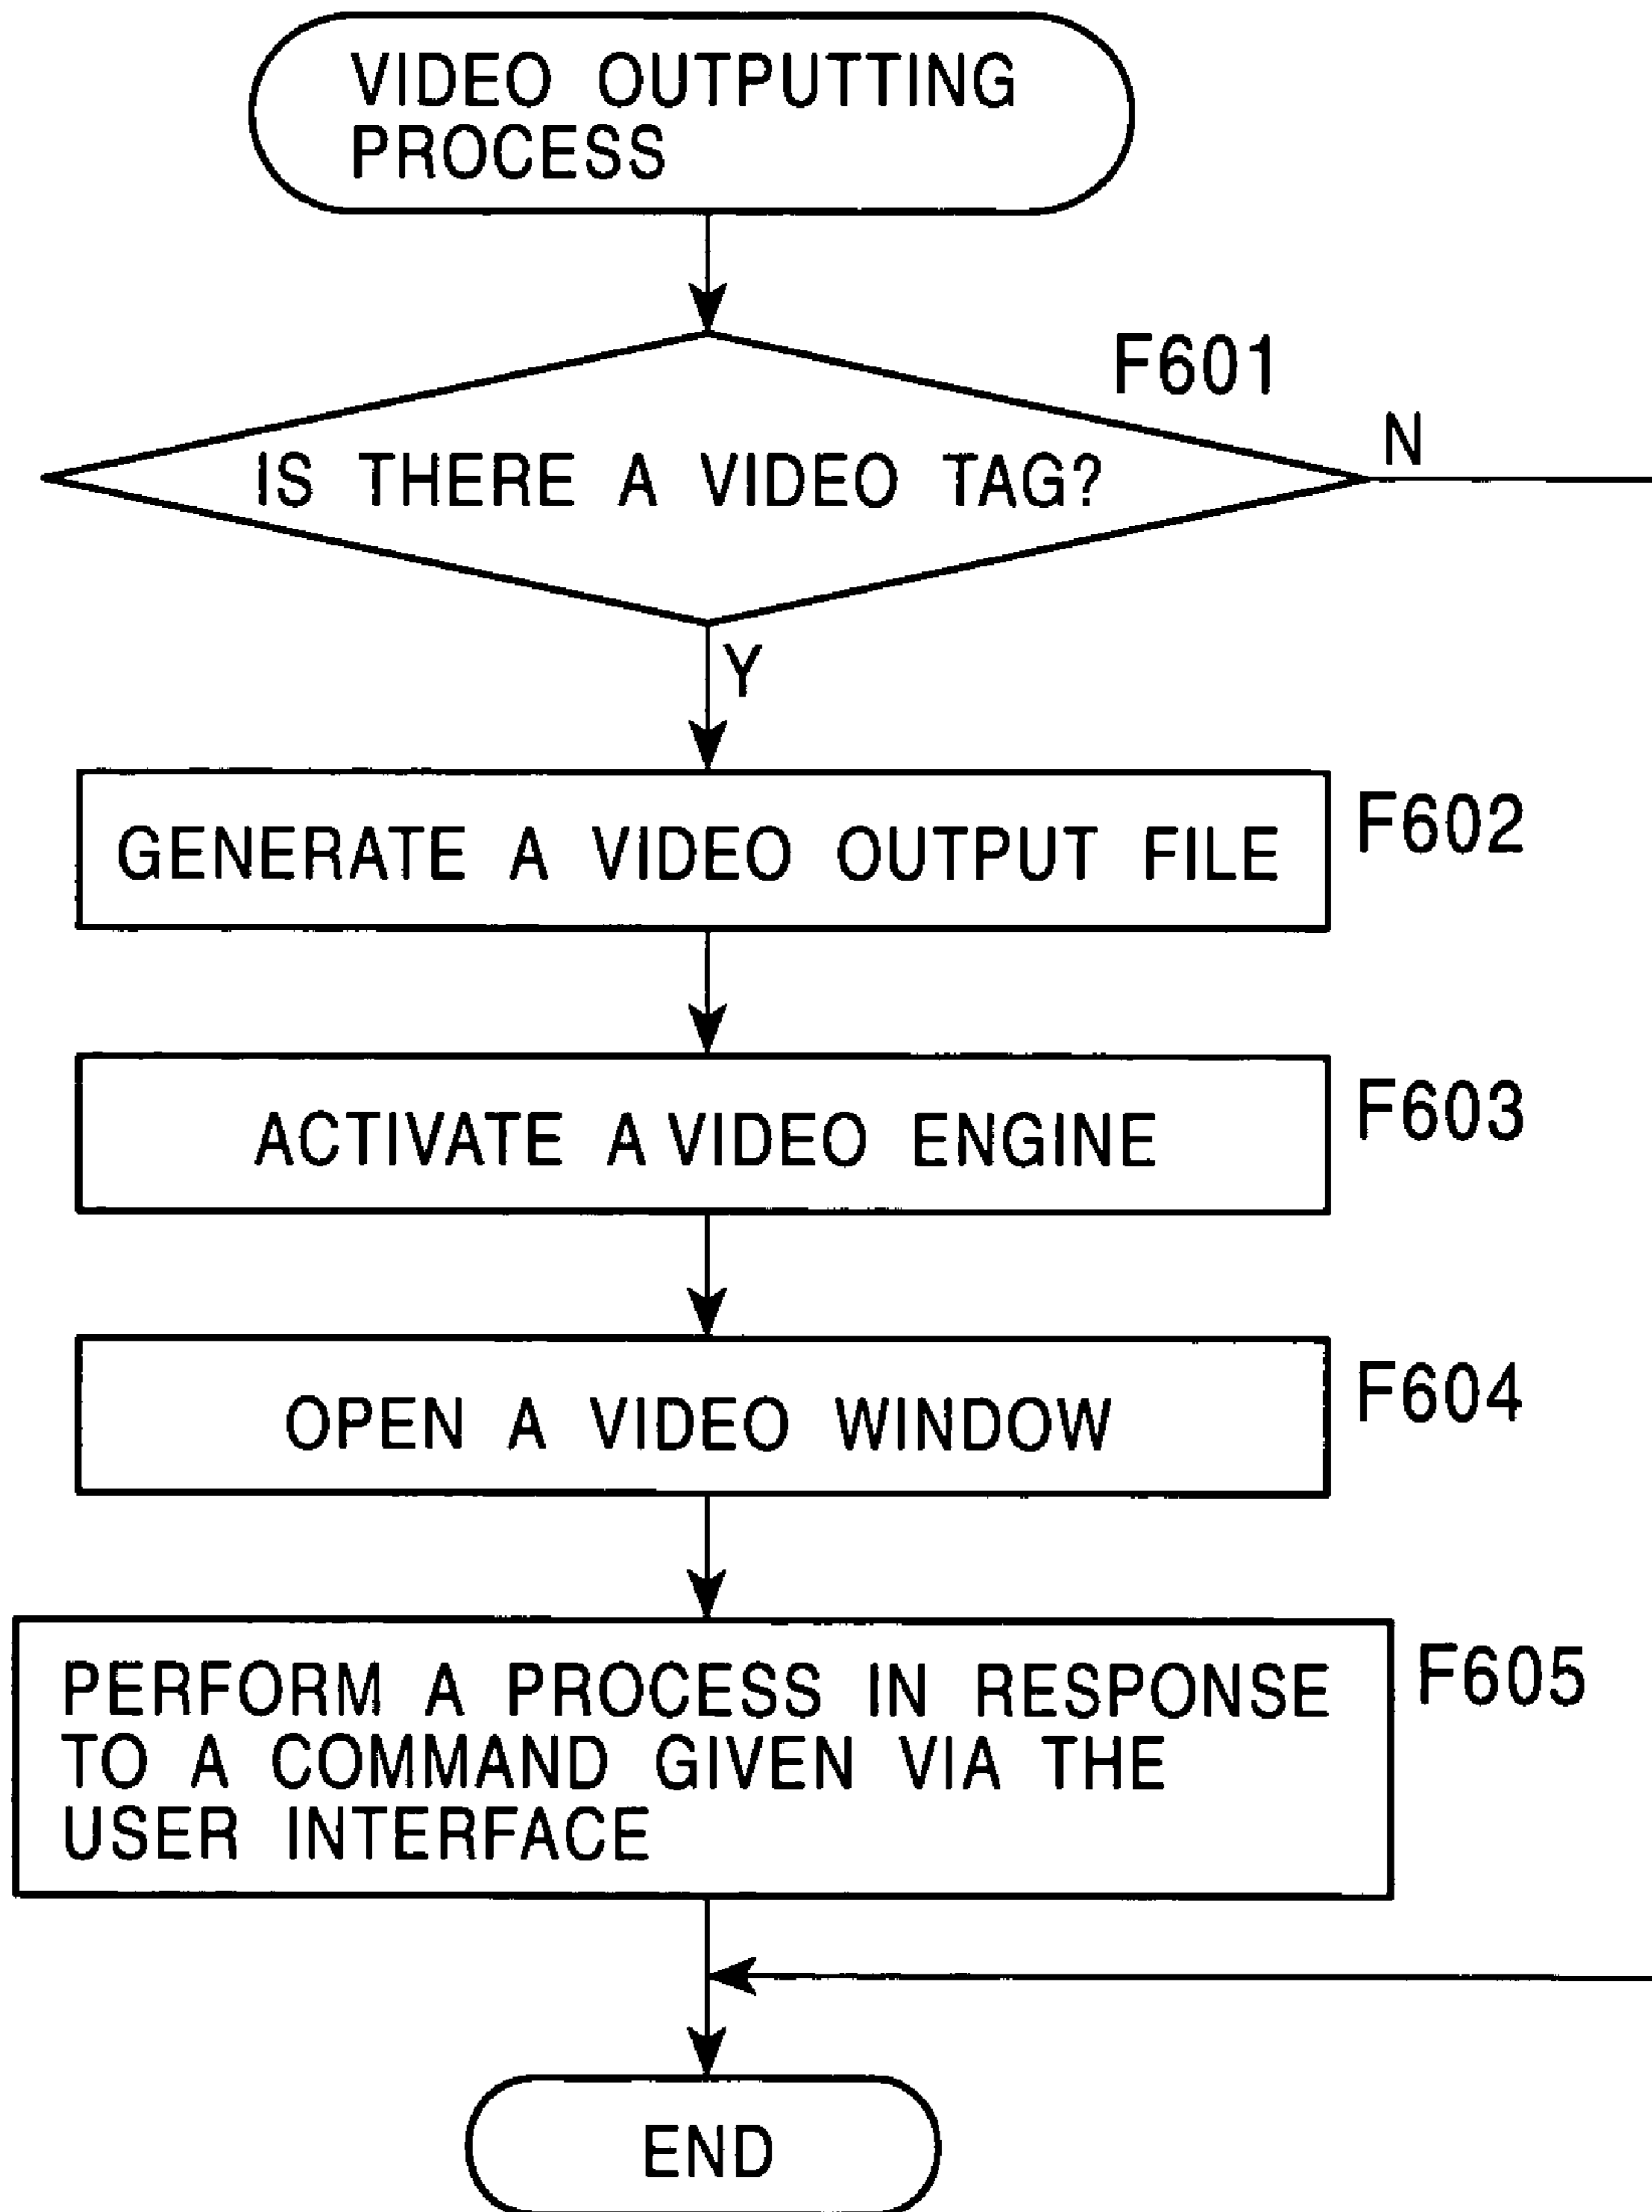 VIDEO OUTPUTTING
PROCESS
F601
N
IS THERE A VIDEO TAG?
Y
F602
GENERATE A VIDEO OUTPUT FILE
F603
ACTIVATE A VIDEO ENGINE
F604
OPEN A VIDEO WINDOW
F605
PERFORM A PROCESS IN RESPONSE
TO A COMMAND GIVEN VIA THE
USER INTERFACE
END